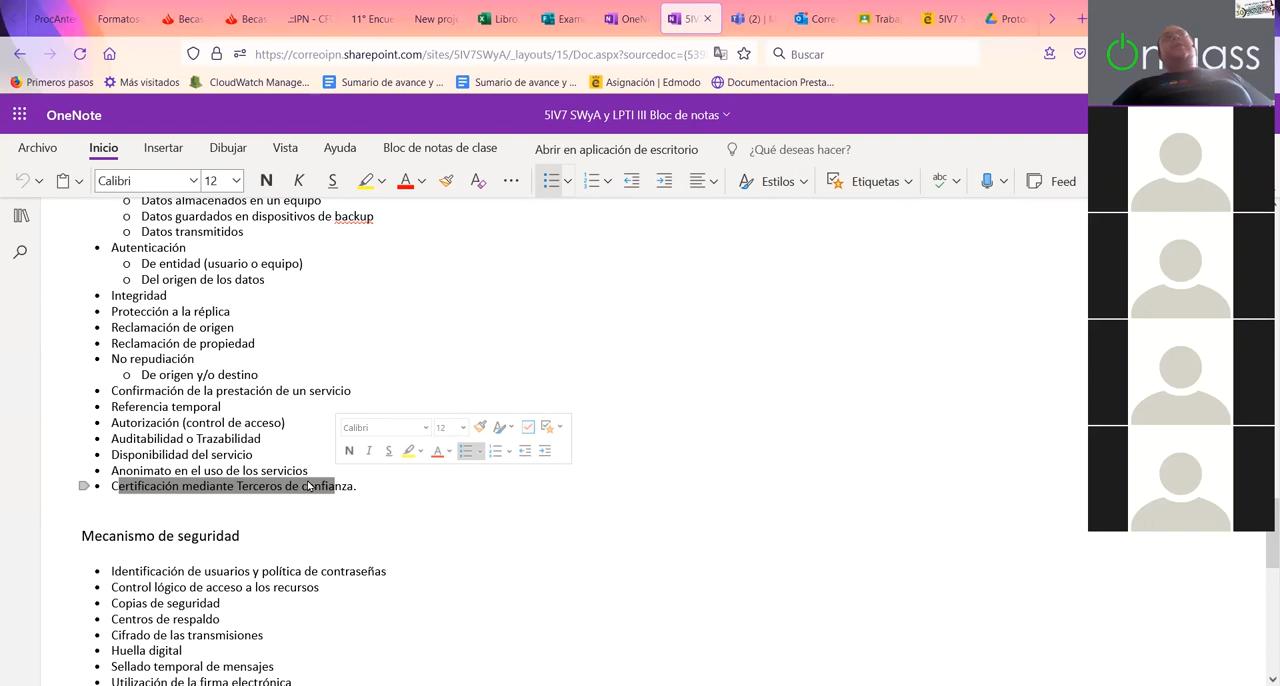 ProcAnte
Formatos
Becas
Becas
.::IPN - CF
11° Encue
New proj
Libro
Exame
OneN
5IV
Teams (2) |
Corre
Traba
5IV7 S
Proto
https://correoipn.sharepoint.com/sites/5IV7SWyA/_layouts/15/Doc.aspx?sourcedoc={539
Buscar
Primeros pasos
Más visitados
CloudWatch Manage...
Sumario de avance y ...
Sumario de avance y ...
Asignación | Edmodo
Documentacion Presta...
OneNote
5IV7 SWyA y LPTI III Bloc de notas
Archivo
Inicio
Insertar
Dibujar
Vista
Ayuda
Bloc de notas de clase
Abrir en aplicación de escritorio
¿Qué deseas hacer?
Calibri
12
N
K
S
A
Estilos
Etiquetas
abc
Feed
o Datos almacenados en un equipo
o Datos guardados en dispositivos de backup
o Datos transmitidos
• Autenticación
o De entidad (usuario o equipo)
o Del origen de los datos
• Integridad
• Protección a la réplica
• Reclamación de origen
• Reclamación de propiedad
• No repudiación
o De origen y/o destino
• Confirmación de la prestación de un servicio
• Referencia temporal
• Autorización (control de acceso)
• Auditabilidad o Trazabilidad
• Disponibilidad del servicio
• Anonimato en el uso de los servicios
• Certificación mediante Terceros de confianza.
Calibri
12
N
I
S
A
Mecanismo de seguridad
• Identificación de usuarios y política de contraseñas
• Control lógico de acceso a los recursos
• Copias de seguridad
• Centros de respaldo
• Cifrado de las transmisiones
• Huella digital
• Sellado temporal de mensajes
• Utilización de la firma electrónica